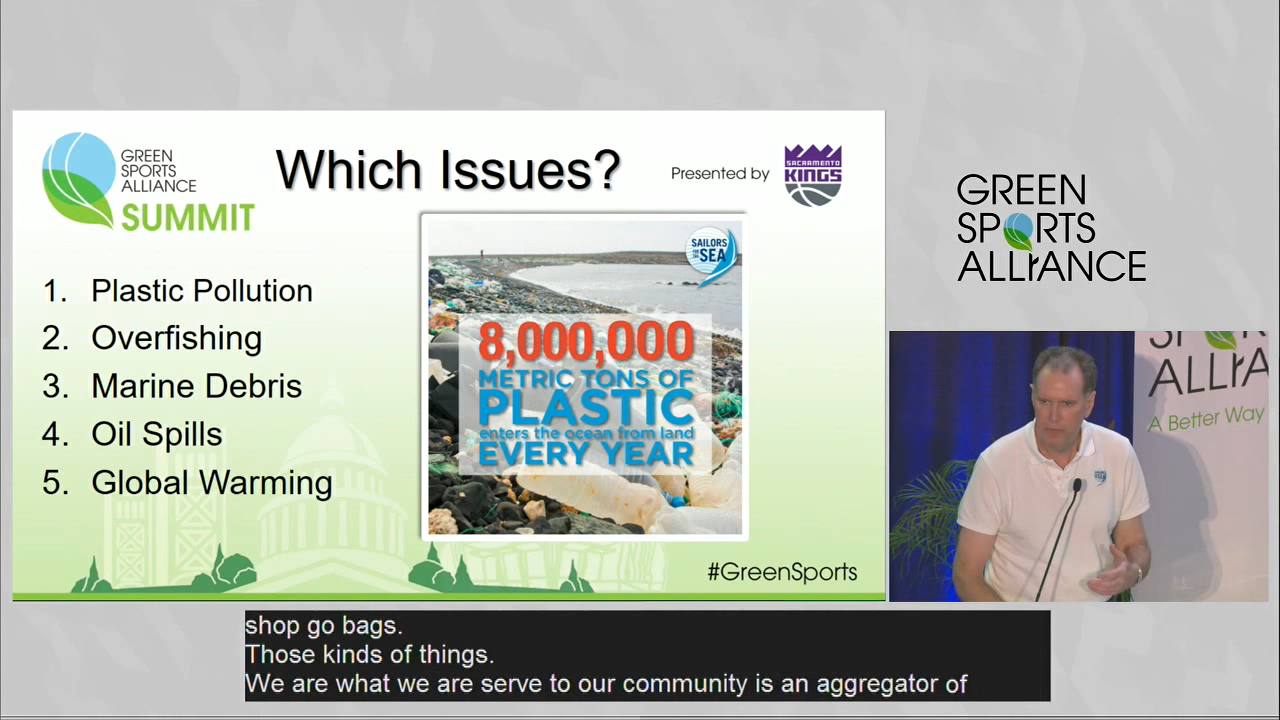 GREEN
SPORTS
ALLIANCE
SUMMIT
Which Issues?
Presented by
SACRAMENTO
KINGS
1. Plastic Pollution
2. Overfishing
3. Marine Debris
4. Oil Spills
5. Global Warming
SAILORS
FOR THE
SEA
8,000,000
METRIC TONS OF
PLASTIC
enters the ocean from land
EVERY YEAR
#GreenSports
GREEN
SPORTS
ALLIANCE
ALLIA
A Better Way
shop go bags.
Those kinds of things.
We are what we are serve to our community is an aggregator of